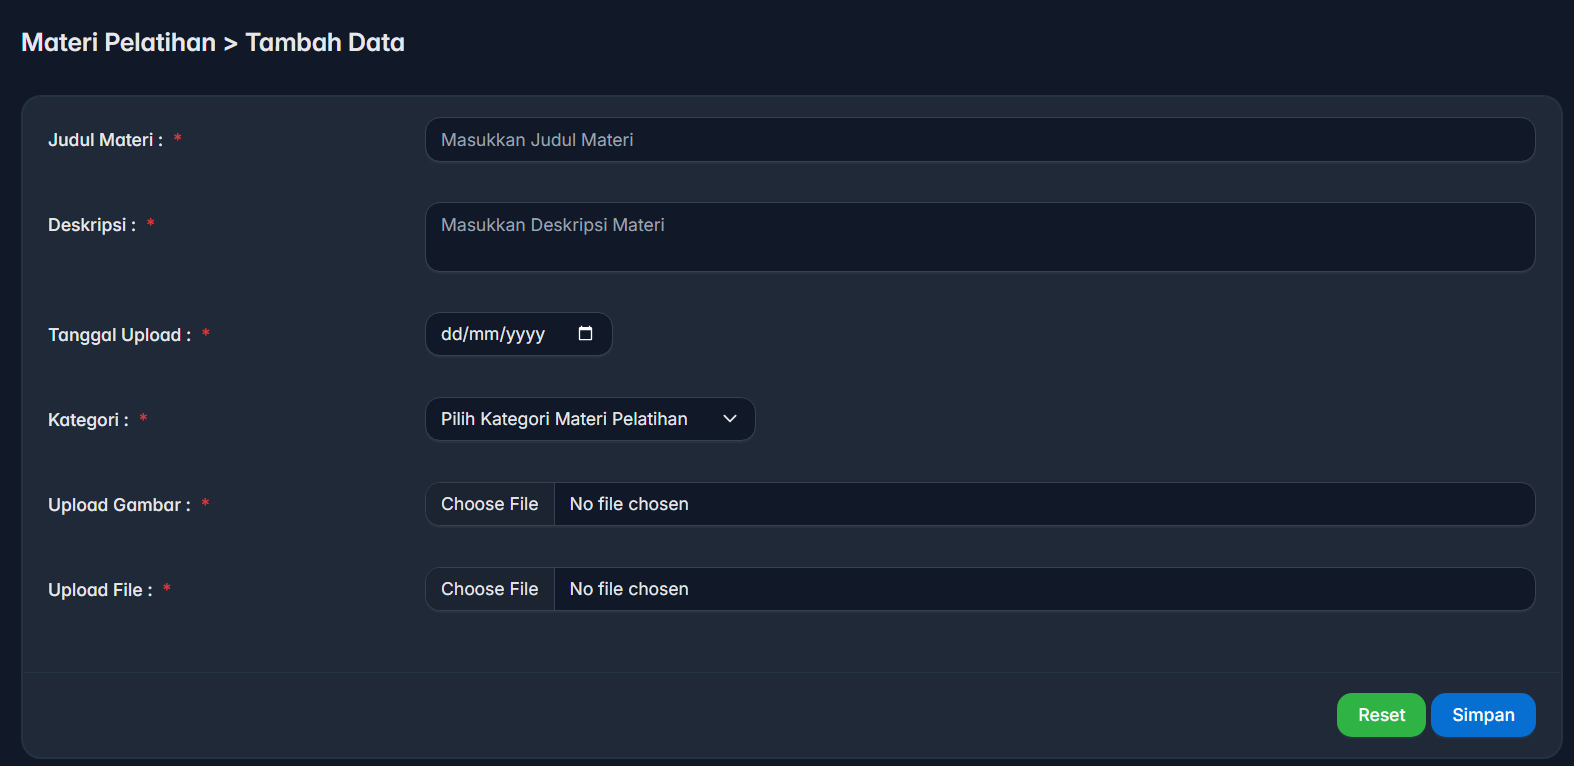 Materi Pelatihan > Tambah Data
Judul Materi : *
Masukkan Judul Materi
Deskripsi : *
Masukkan Deskripsi Materi
Tanggal Upload : *
dd/mm/yyyy
Kategori : *
Pilih Kategori Materi Pelatihan
Upload Gambar : *
Choose File No file chosen
Upload File : *
Choose File No file chosen
Reset Simpan